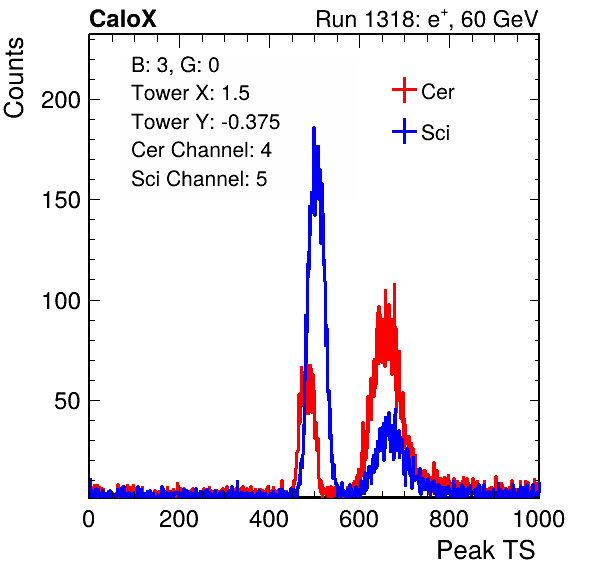 CaloX Run 1318: e⁺, 60 GeV
Counts
B: 3, G: 0
Tower X: 1.5
Tower Y: -0.375
Cer Channel: 4
Sci Channel: 5
Cer
Sci
200
150
100
50
0 200 400 600 800 1000
Peak TS